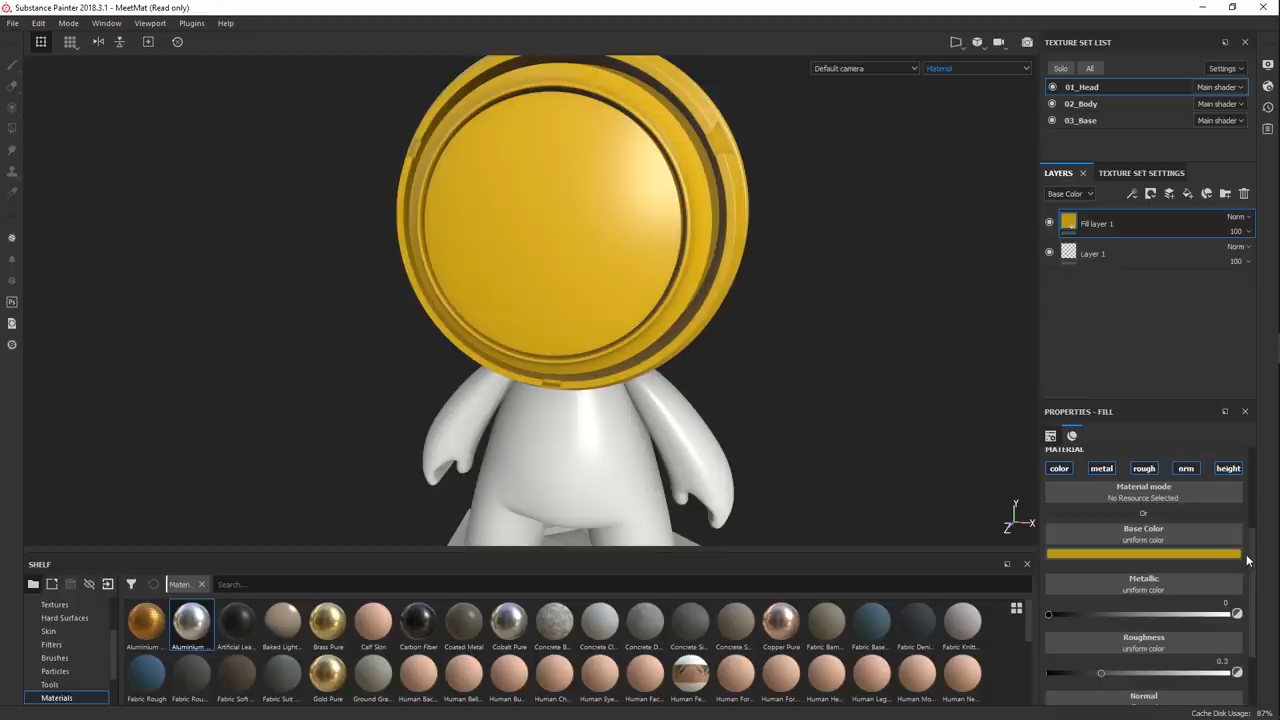 Substance Painter 2018.3.1 - MeetMat (Read only)
File Edit Mode Window Viewport Plugins Help
Default camera
Material
TEXTURE SET LIST
Solo All Settings
01_Head Main shader
02_Body Main shader
03_Base Main shader
LAYERS TEXTURE SET SETTINGS
Base Color
Fill layer 1 Norm
100
Layer 1 Norm
100
PROPERTIES - FILL
MATERIAL
color metal rough nrm height
Material mode
No Resource Selected
Or
Base Color
uniform color
Metallic
uniform color
0
Roughness
uniform color
0.3
Normal
Y
X
Z
Ps
SHELF
Materi... Search...
Textures
Hard Surfaces
Skin
Filters
Brushes
Particles
Tools
Materials
Aluminium ... Aluminium ... Artificial Lea... Baked Light... Brass Pure Calf Skin Carbon Fiber Coated Metal Cobalt Pure Concrete B... Concrete Cl... Concrete D... Concrete Si... Concrete S... Copper Pure Fabric Bam... Fabric Base... Fabric Deni... Fabric Knitt...
Fabric Rough Fabric Rou... Fabric Soft ... Fabric Suit ... Gold Pure Ground Gra... Human Bac... Human Bell... Human Bu... Human Ch... Human Eye... Human Fac... Human Fe... Human For... Human For... Human He... Human Leg... Human Mo... Human Ne...
Cache Disk Usage: 87%